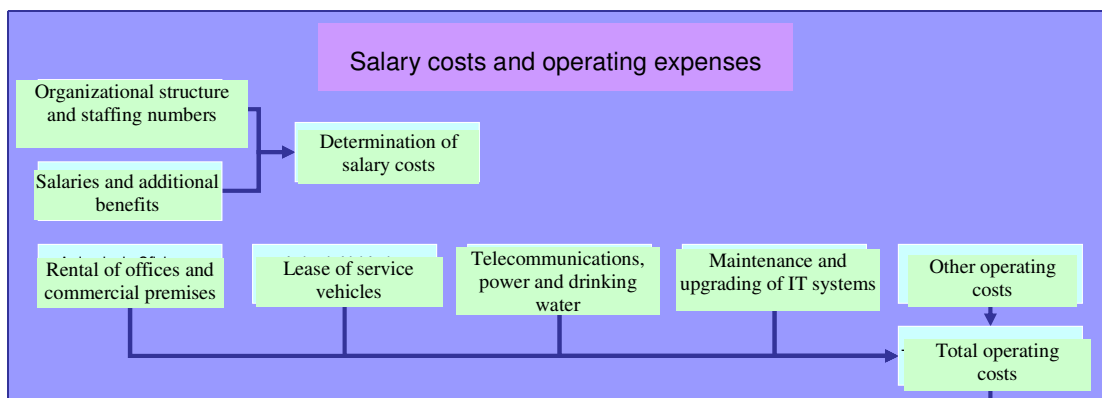 Salary costs and operating expenses
Organizational structure
and staffing numbers
Determination of
salary costs
Salaries and additional
benefits
Rental of offices and
commercial premises
Lease of service
vehicles
Telecommunications,
power and drinking
water
Maintenance and
upgrading of IT systems
Other operating
costs
Total operating
costs